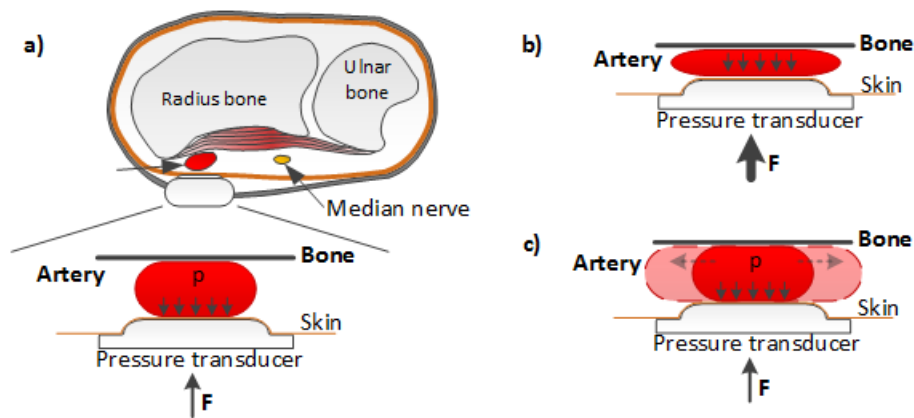 a)
Radius bone
Ulnar
bone
Median nerve
Artery
Bone
p
Skin
Pressure transducer
F
b)
Bone
Artery
Skin
Pressure transducer
F
c)
Bone
Artery
p
Skin
Pressure transducer
F